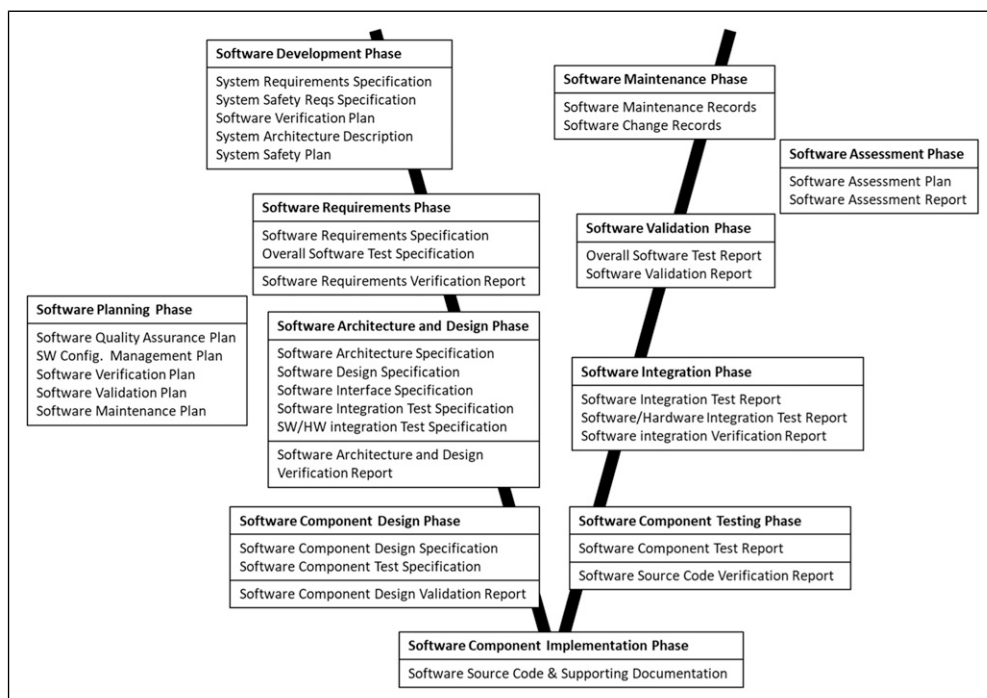 Software Development Phase
System Requirements Specification
System Safety Reqs Specification
Software Verification Plan
System Architecture Description
System Safety Plan
Software Maintenance Phase
Software Maintenance Records
Software Change Records
Software Assessment Phase
Software Assessment Plan
Software Assessment Report
Software Requirements Phase
Software Requirements Specification
Overall Software Test Specification
Software Requirements Verification Report
Software Validation Phase
Overall Software Test Report
Software Validation Report
Software Planning Phase
Software Quality Assurance Plan
SW Config. Management Plan
Software Verification Plan
Software Validation Plan
Software Maintenance Plan
Software Architecture and Design Phase
Software Architecture Specification
Software Design Specification
Software Interface Specification
Software Integration Test Specification
SW/HW integration Test Specification
Software Architecture and Design
Verification Report
Software Integration Phase
Software Integration Test Report
Software/Hardware Integration Test Report
Software integration Verification Report
Software Component Design Phase
Software Component Design Specification
Software Component Test Specification
Software Component Design Validation Report
Software Component Testing Phase
Software Component Test Report
Software Source Code Verification Report
Software Component Implementation Phase
Software Source Code & Supporting Documentation